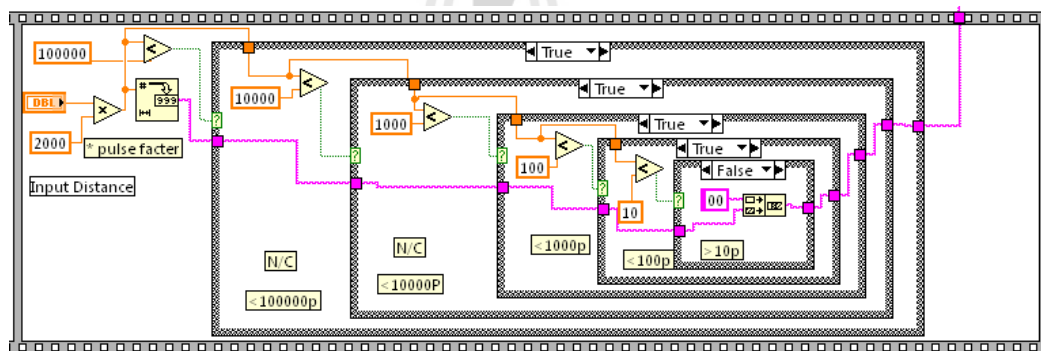 True
100000
<
True
<
10000
#
999
DBL
×
2000
* pulse facter
?
1000
<
True
100
<
True
<
False
?
?
?
?
10
00
Input Distance
<1000p
N/C
<100p
>10p
N/C
<10000P
<100000p